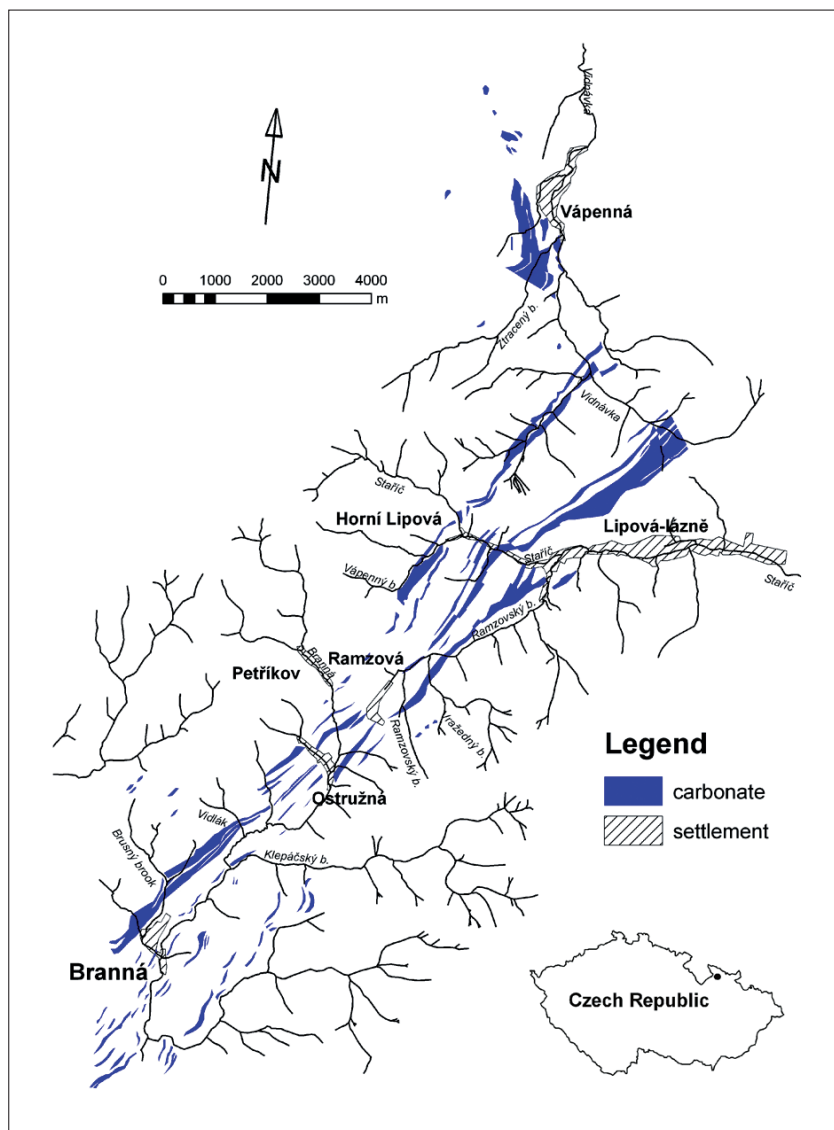 Vidnávka
N
Vápenná
0 1000 2000 3000 4000
m
Ztracený b.
Vidnávka
Staříč
Horní Lipová
Lipová-lázně
Staříč
Staříč
Vápenný b.
Ramzovský b.
Branná
Ramzová
Petříkov
Vražedný b.
Ramzovský b.
Legend
carbonate
settlement
Ostružná
Vidlák
Klepáčský b.
Brusný brook
Branná
Czech Republic